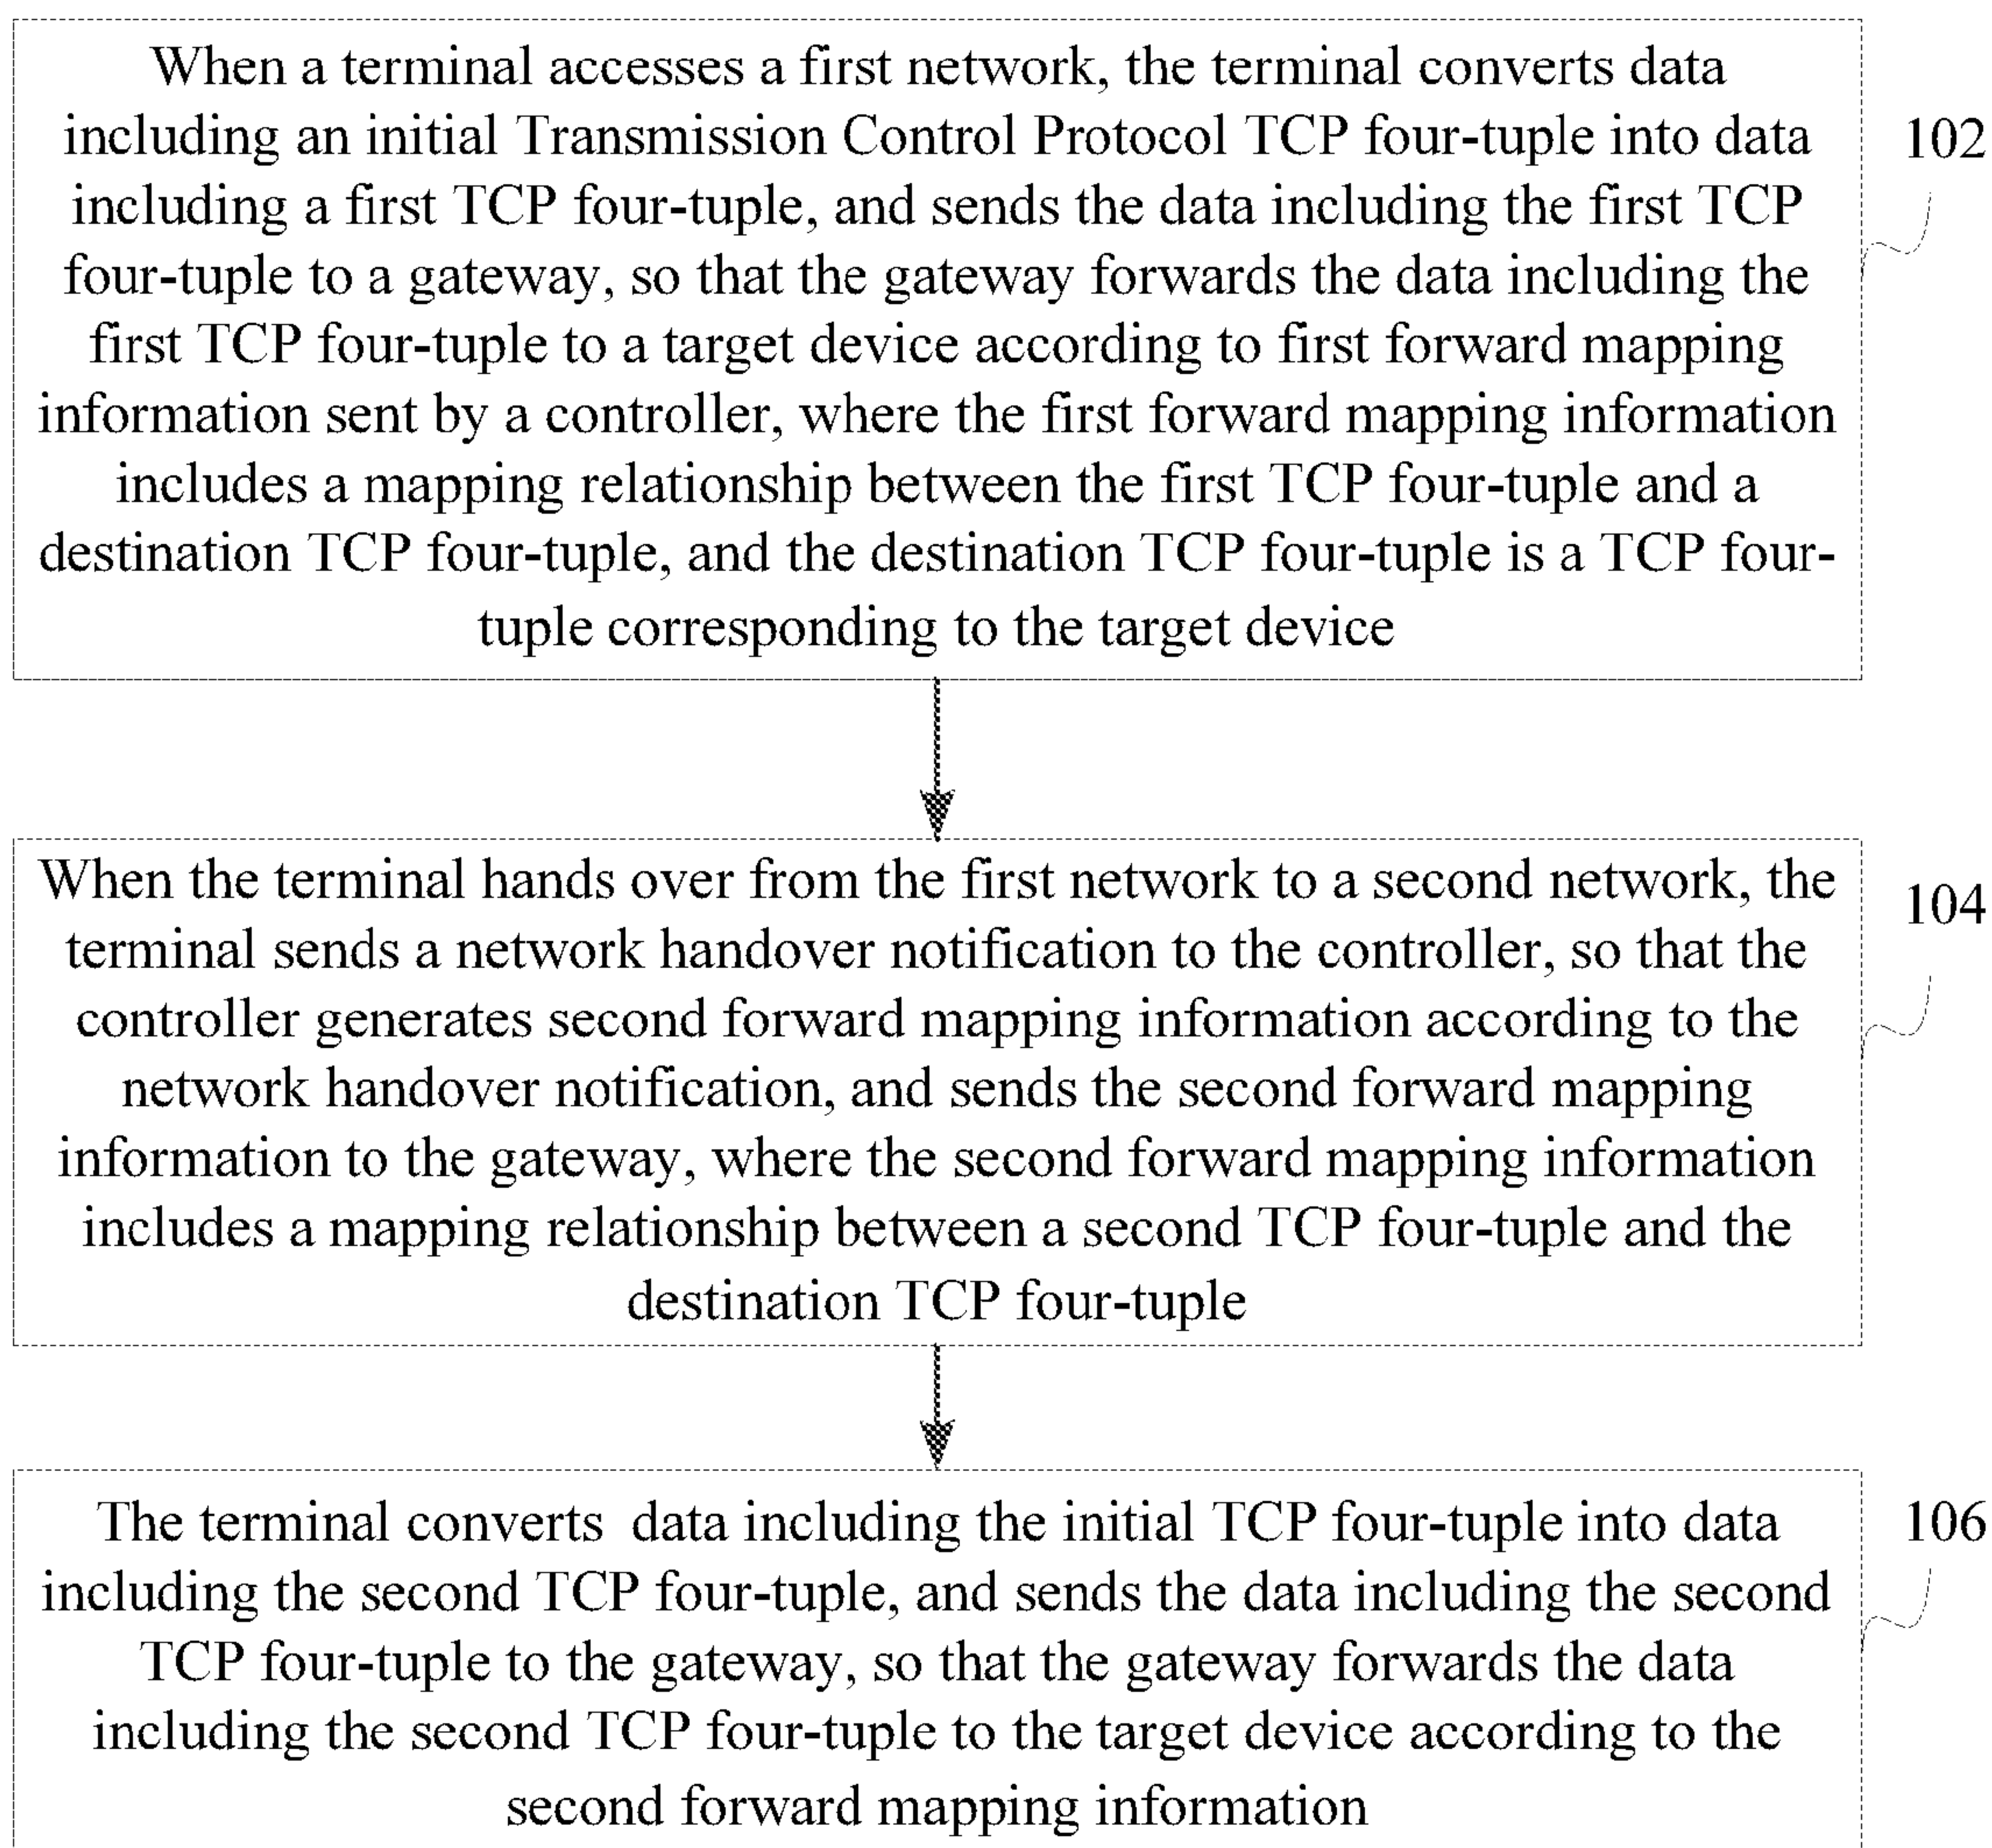 When a terminal accesses a first network, the terminal converts data
including an initial Transmission Control Protocol TCP four-tuple into data
including a first TCP four-tuple, and sends the data including the first TCP
four-tuple to a gateway, so that the gateway forwards the data including the
first TCP four-tuple to a target device according to first forward mapping
information sent by a controller, where the first forward mapping information
includes a mapping relationship between the first TCP four-tuple and a
destination TCP four-tuple, and the destination TCP four-tuple is a TCP four-
tuple corresponding to the target device
102
When the terminal hands over from the first network to a second network, the
terminal sends a network handover notification to the controller, so that the
controller generates second forward mapping information according to the
network handover notification, and sends the second forward mapping
information to the gateway, where the second forward mapping information
includes a mapping relationship between a second TCP four-tuple and the
destination TCP four-tuple
104
The terminal converts data including the initial TCP four-tuple into data
including the second TCP four-tuple, and sends the data including the second
TCP four-tuple to the gateway, so that the gateway forwards the data
including the second TCP four-tuple to the target device according to the
second forward mapping information
106